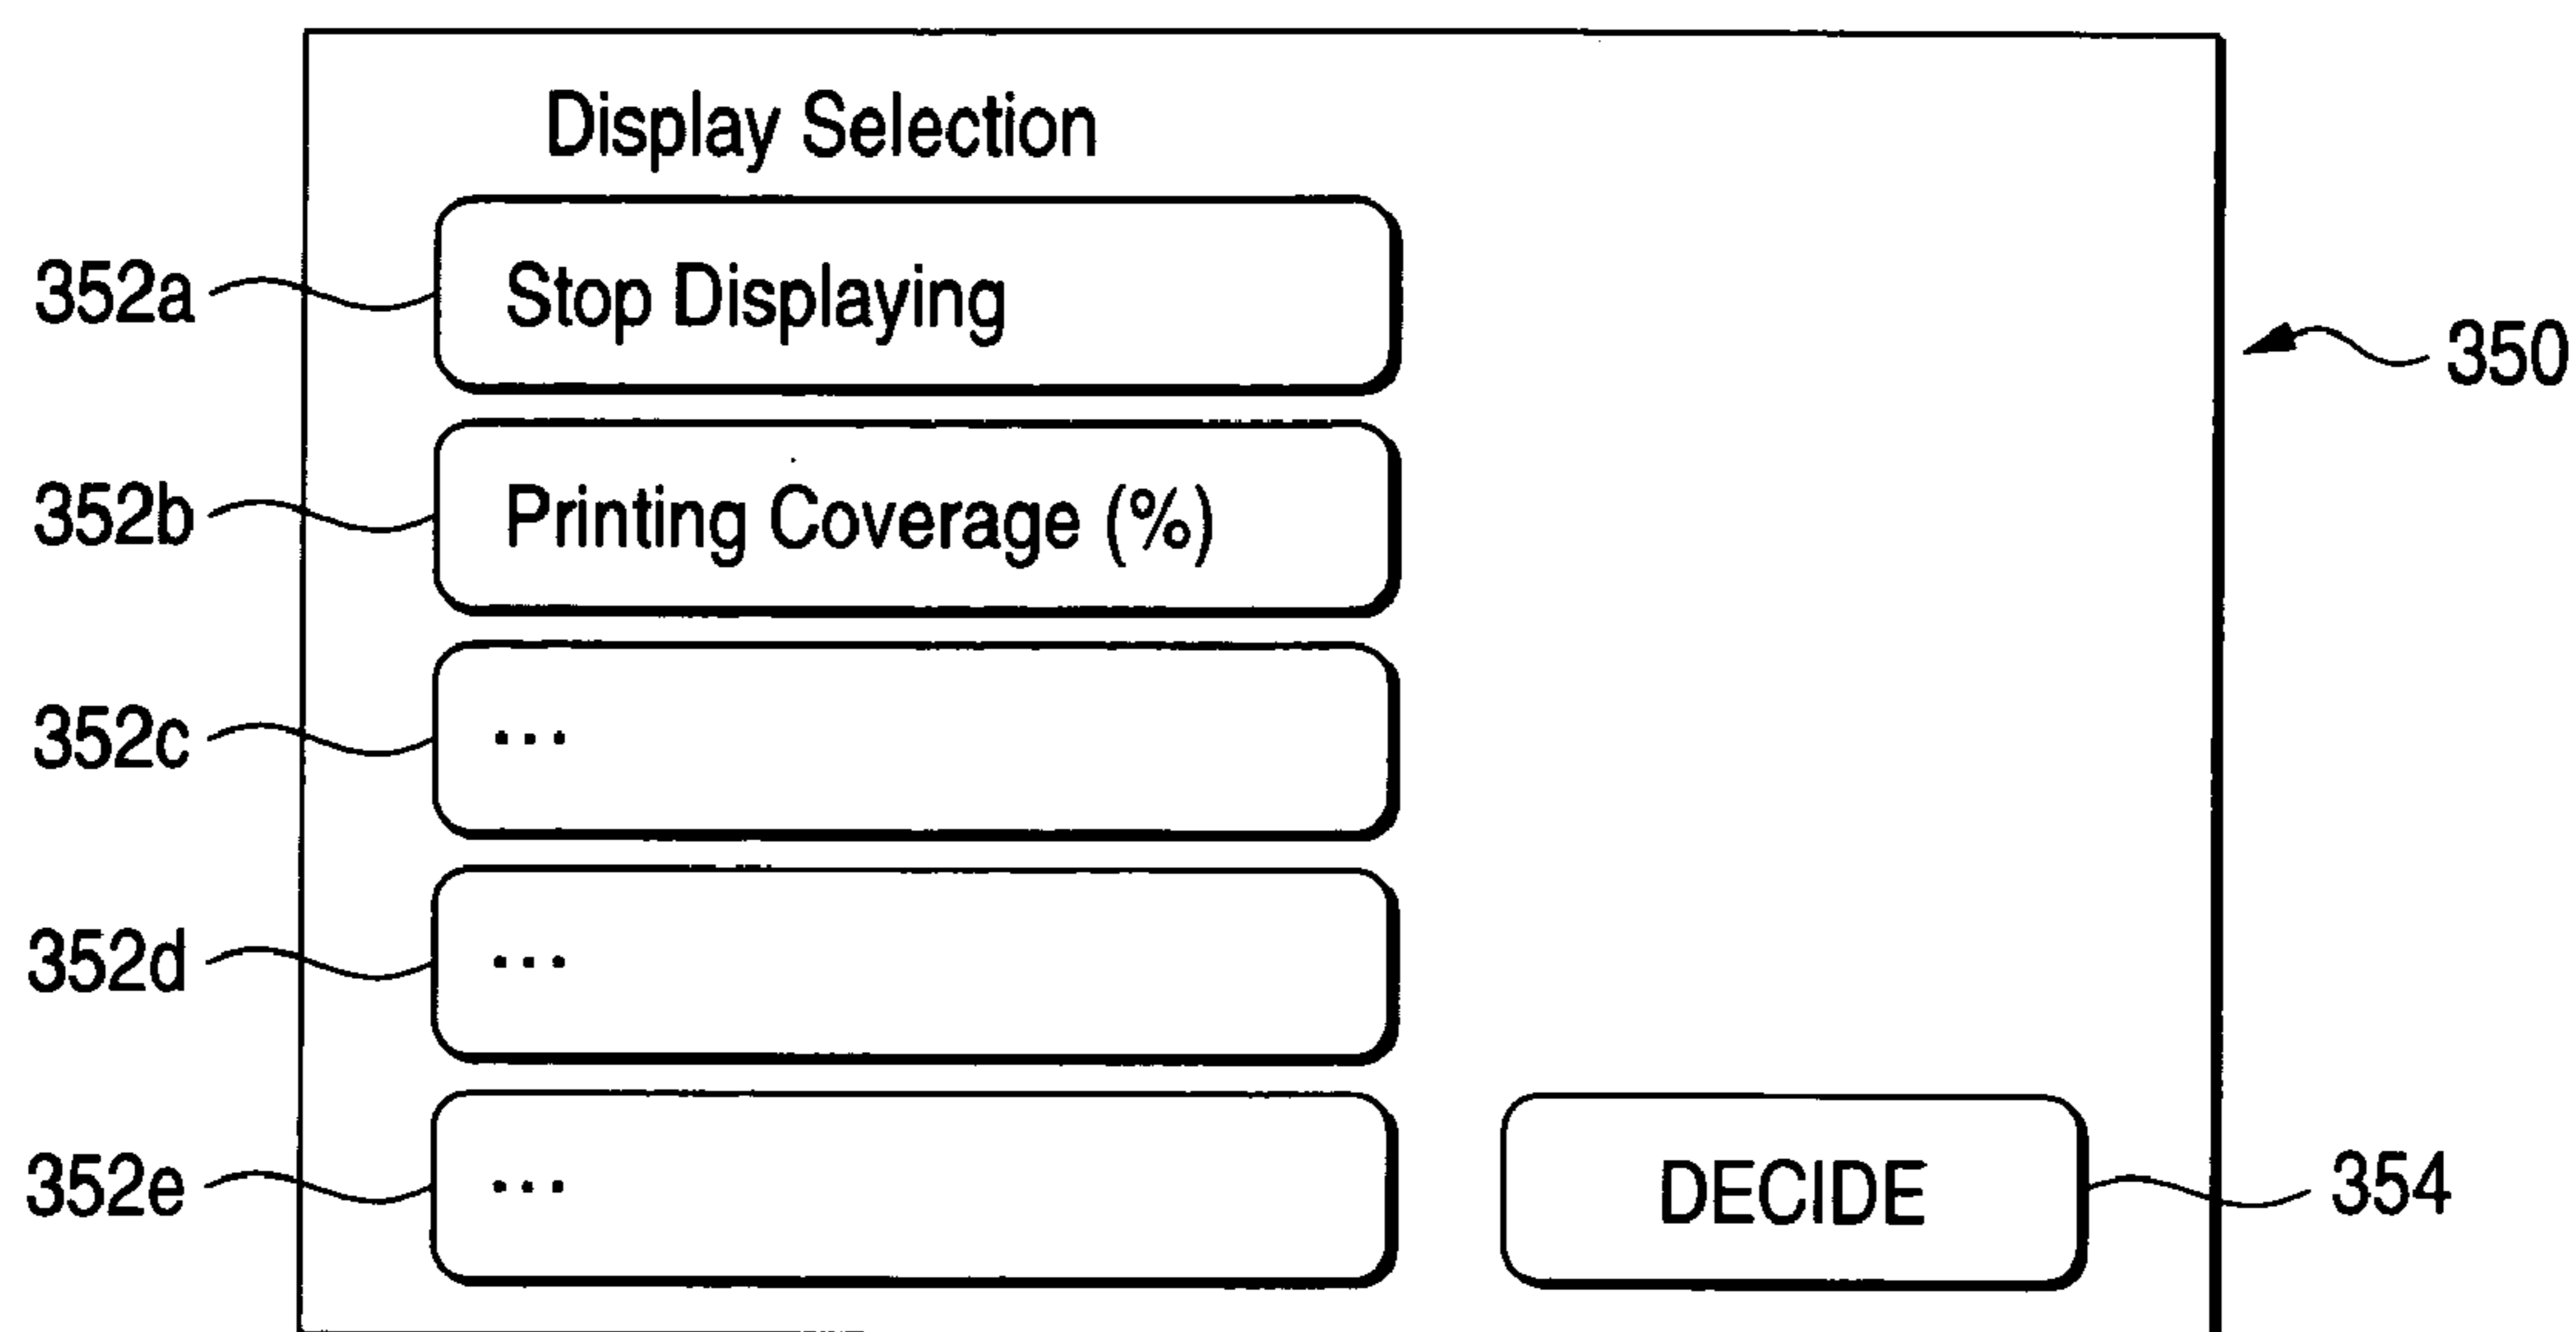 Display Selection
352a Stop Displaying
350
352b Printing Coverage (%)
352c ...
352d ...
352e ... DECIDE 354